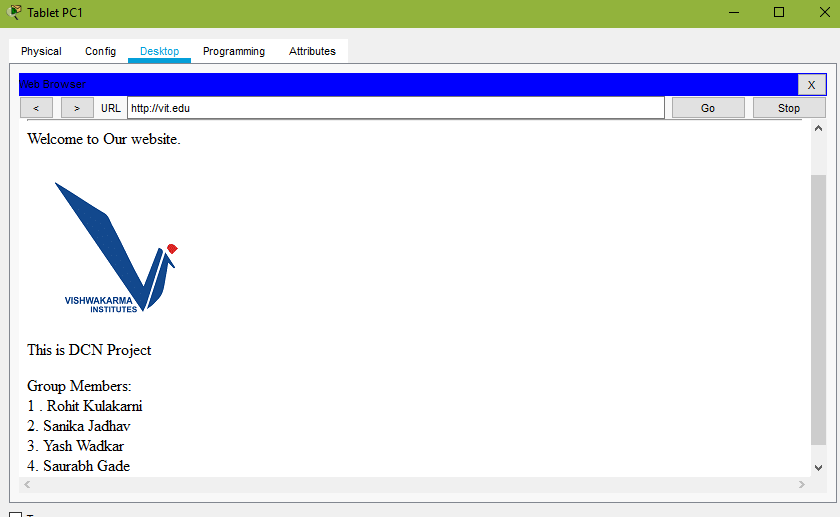 Tablet PC1
Physical Config Desktop Programming Attributes
Web Browser X
< > URL http://vit.edu Go Stop
Welcome to Our website.
VISHWAKARMA
INSTITUTES
This is DCN Project
Group Members:
1 . Rohit Kulakarni
2. Sanika Jadhav
3. Yash Wadkar
4. Saurabh Gade